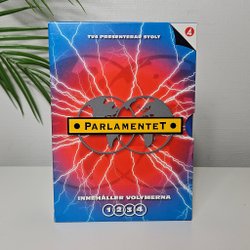 TV4 PRESENTERAR STOLT
4
• PARLAMENTET •
INNEHÅLLER VOLYMERNA
1 2 3 4